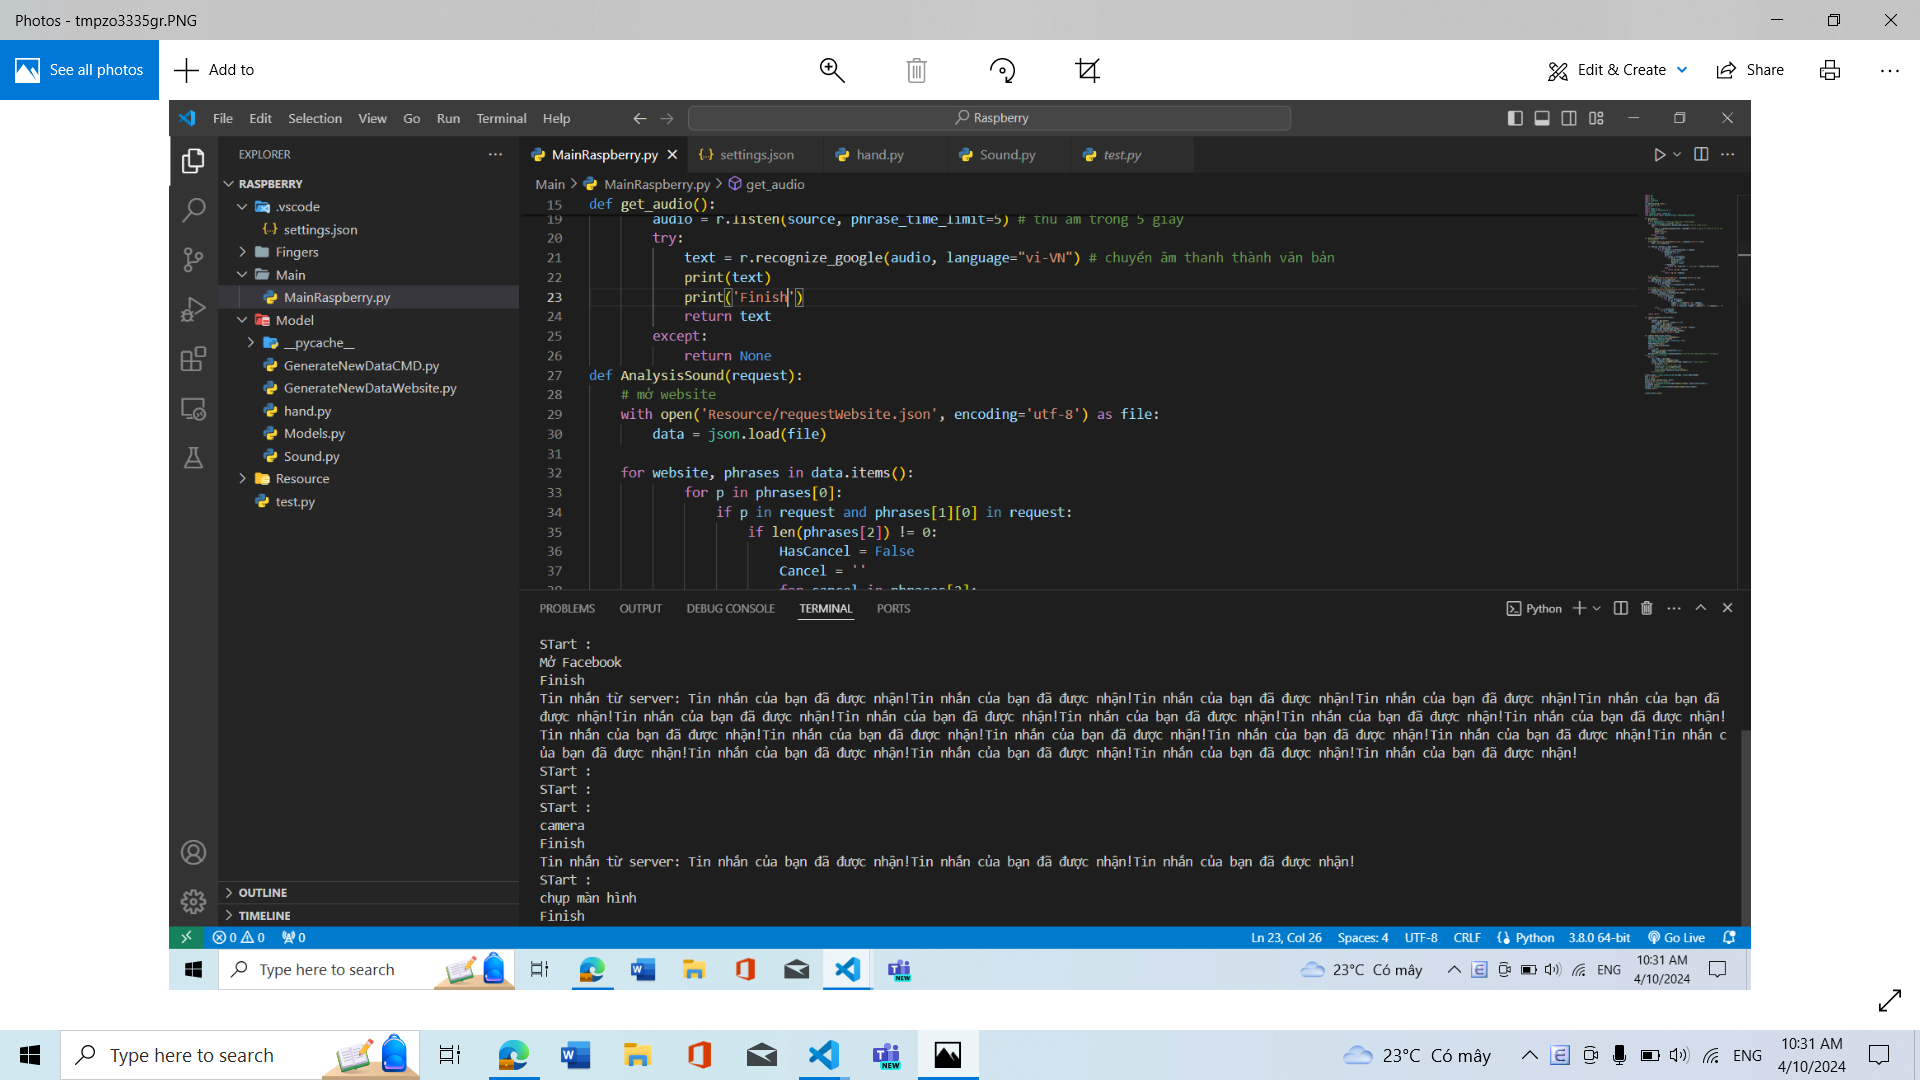 Photos - tmpzo3335gr.PNG
See all photos
Add to
Edit & Create
Share
File Edit Selection View Go Run Terminal Help
Raspberry
EXPLORER
RASPBERRY
.vscode
settings.json
Fingers
Main
MainRaspberry.py
Model
__pycache__
GenerateNewDataCMD.py
GenerateNewDataWebsite.py
hand.py
Models.py
Sound.py
Resource
test.py
OUTLINE
TIMELINE
MainRaspberry.py settings.json hand.py Sound.py test.py
Main > MainRaspberry.py > get_audio
15 def get_audio():
19 audio = r.listen(source, phrase_time_limit=5) # thu âm trong 5 giây
20 try:
21 text = r.recognize_google(audio, language="vi-VN") # chuyển âm thanh thành văn bản
22 print(text)
23 print('Finish')
24 return text
25 except:
26 return None
27 def AnalysisSound(request):
28 # mở website
29 with open('Resource/requestWebsite.json', encoding='utf-8') as file:
30 data = json.load(file)
31
32 for website, phrases in data.items():
33 for p in phrases[0]:
34 if p in request and phrases[1][0] in request:
35 if len(phrases[2]) != 0:
36 HasCancel = False
37 Cancel = ''
38 for cancel in phrases[2]:
PROBLEMS OUTPUT DEBUG CONSOLE TERMINAL PORTS
Python
STart :
Mở Facebook
Finish
Tin nhắn từ server: Tin nhắn của bạn đã được nhận!Tin nhắn của bạn đã được nhận!Tin nhắn của bạn đã được nhận!Tin nhắn của bạn đã được nhận!Tin nhắn của bạn đã
được nhận!Tin nhắn của bạn đã được nhận!Tin nhắn của bạn đã được nhận!Tin nhắn của bạn đã được nhận!Tin nhắn của bạn đã được nhận!Tin nhắn của bạn đã được nhận!
Tin nhắn của bạn đã được nhận!Tin nhắn của bạn đã được nhận!Tin nhắn của bạn đã được nhận!Tin nhắn của bạn đã được nhận!Tin nhắn của bạn đã được nhận!Tin nhắn c
ủa bạn đã được nhận!Tin nhắn của bạn đã được nhận!Tin nhắn của bạn đã được nhận!Tin nhắn của bạn đã được nhận!Tin nhắn của bạn đã được nhận!
STart :
STart :
STart :
camera
Finish
Tin nhắn từ server: Tin nhắn của bạn đã được nhận!Tin nhắn của bạn đã được nhận!Tin nhắn của bạn đã được nhận!
STart :
chụp màn hình
Finish
0 0 0
Ln 23, Col 26 Spaces: 4 UTF-8 CRLF Python 3.8.0 64-bit Go Live
Type here to search
NEW
23°C Có mây
ENG
10:31 AM
4/10/2024
Type here to search
NEW
23°C Có mây
ENG
10:31 AM
4/10/2024